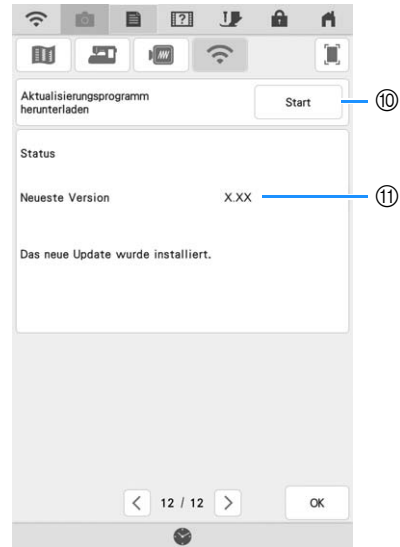 Aktualisierungsprogramm
herunterladen
Start
⑩
Status
Neueste Version X.XX
⑪
Das neue Update wurde installiert.
12 / 12
OK